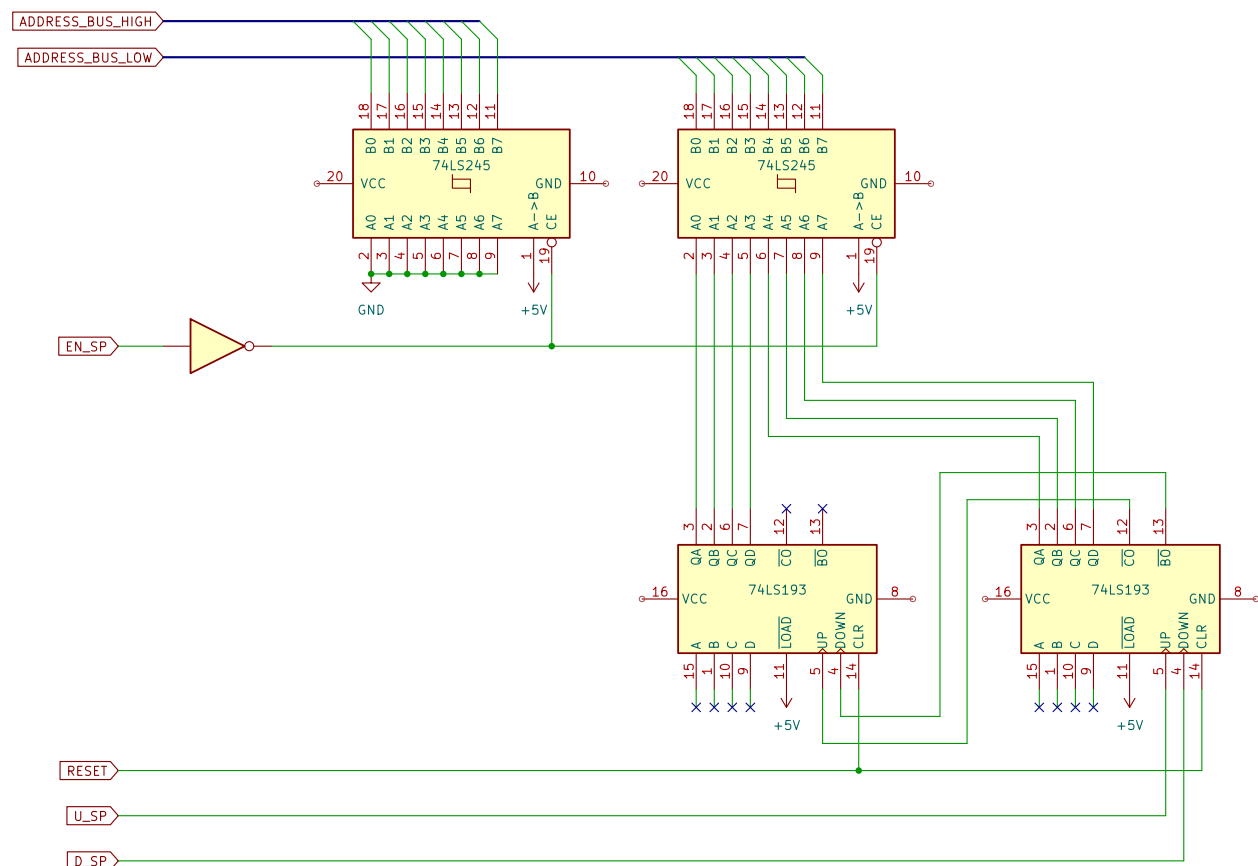 ADDRESS_BUS_HIGH
ADDRESS_BUS_LOW
18 17 16 15 14 13 12 11
B0 B1 B2 B3 B4 B5 B6 B7
74LS245
20 VCC GND 10
A0 A1 A2 A3 A4 A5 A6 A7 A->B CE
2 3 4 5 6 7 8 9 1 19
GND +5V
18 17 16 15 14 13 12 11
B0 B1 B2 B3 B4 B5 B6 B7
74LS245
20 VCC GND 10
A0 A1 A2 A3 A4 A5 A6 A7 A->B CE
2 3 4 5 6 7 8 9 1 19
+5V
EN_SP
3 2 6 7 12 13
QA QB QC QD CO BO
74LS193
16 VCC GND 8
A B C D LOAD UP DOWN CLR
15 1 10 9 11 5 4 14
+5V
3 2 6 7 12 13
QA QB QC QD CO BO
74LS193
16 VCC GND 8
A B C D LOAD UP DOWN CLR
15 1 10 9 11 5 4 14
+5V
RESET
U_SP
D_SP